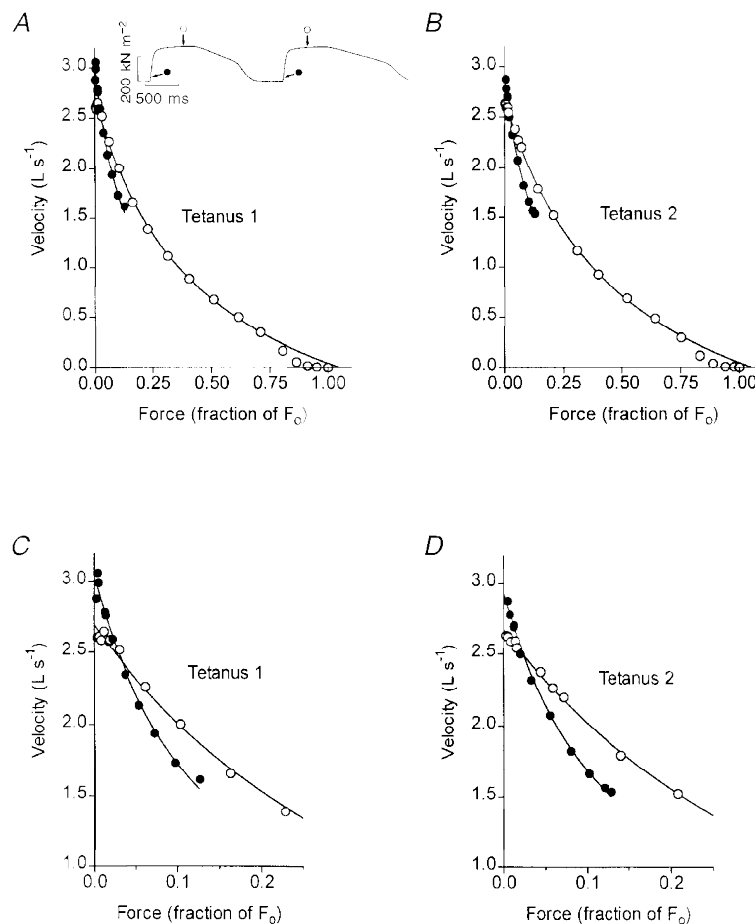 A
200 kN m⁻²
500 ms
3.0
2.5
2.0
1.5
1.0
0.5
0.0
Velocity (L s⁻¹)
Tetanus 1
0.00 0.25 0.50 0.75 1.00
Force (fraction of Fₒ)
B
3.0
2.5
2.0
1.5
1.0
0.5
0.0
Velocity (L s⁻¹)
Tetanus 2
0.00 0.25 0.50 0.75 1.00
Force (fraction of Fₒ)
C
3.0
2.5
2.0
1.5
1.0
Velocity (L s⁻¹)
Tetanus 1
0.0 0.1 0.2
Force (fraction of Fₒ)
D
3.0
2.5
2.0
1.5
1.0
Velocity (L s⁻¹)
Tetanus 2
0.0 0.1 0.2
Force (fraction of Fₒ)